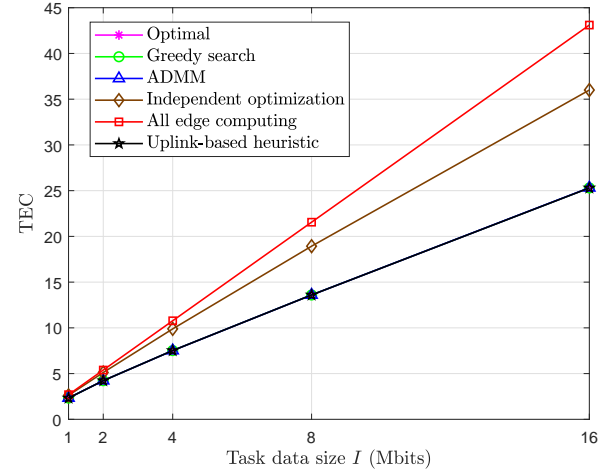 45
40
35
30
25
20
15
10
5
0
TEC
Optimal
Greedy search
ADMM
Independent optimization
All edge computing
Uplink-based heuristic
1 2 4 8 16
Task data size I (Mbits)